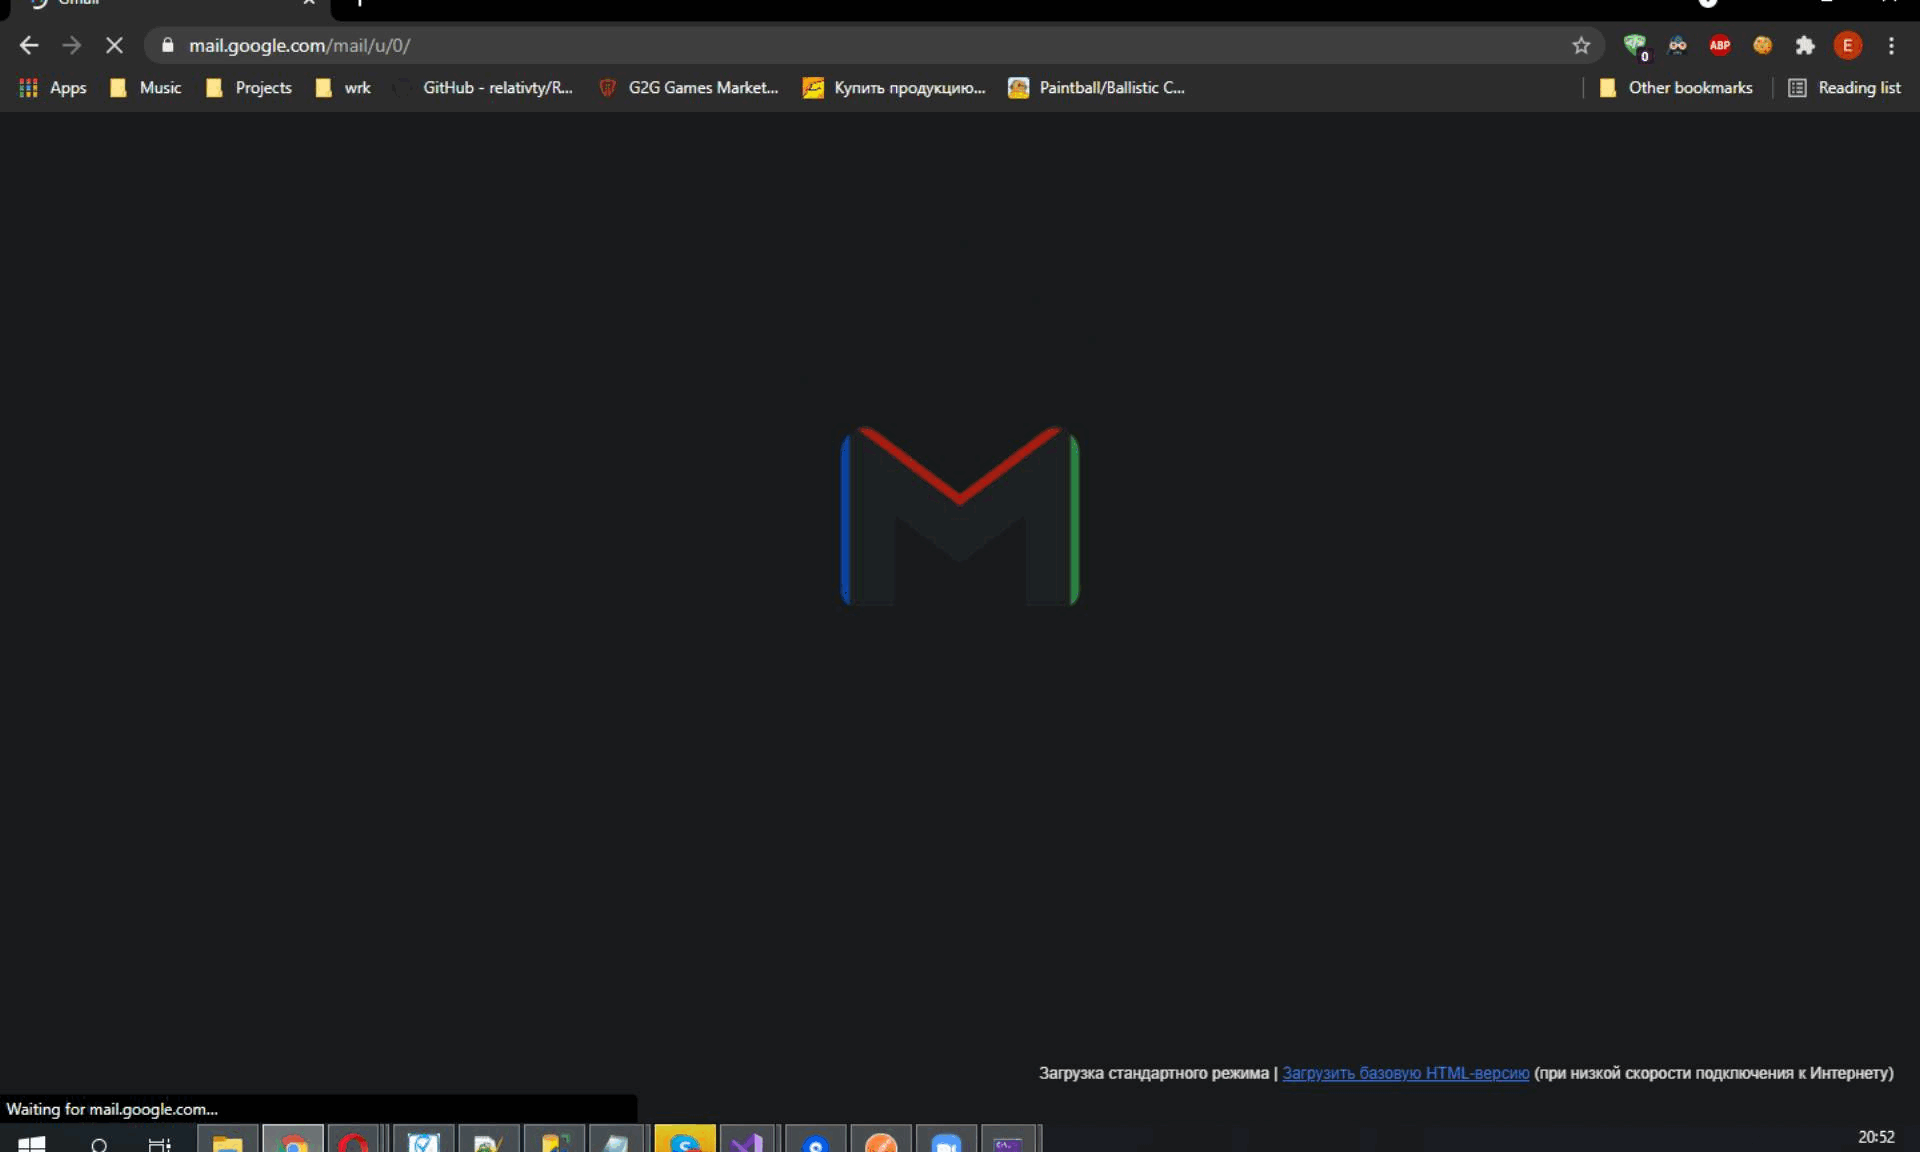 Gmail
mail.google.com/mail/u/0/
0
ABP
E
Apps Music Projects wrk GitHub - relativty/R... G2G Games Market... Купить продукцию... Paintball/Ballistic C... Other bookmarks Reading list
Загрузка стандартного режима | Загрузить базовую HTML-версию (при низкой скорости подключения к Интернету)
Waiting for mail.google.com...
20:52